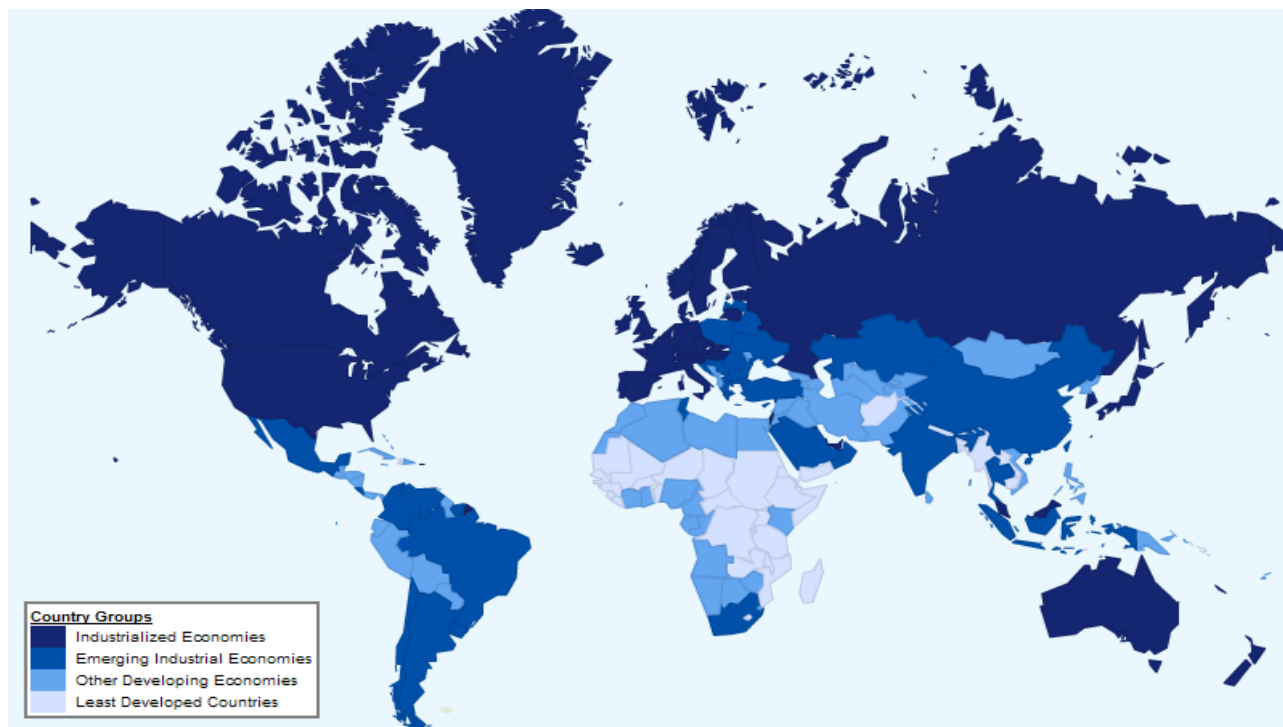 Country Groups
Industrialized Economies
Emerging Industrial Economies
Other Developing Economies
Least Developed Countries